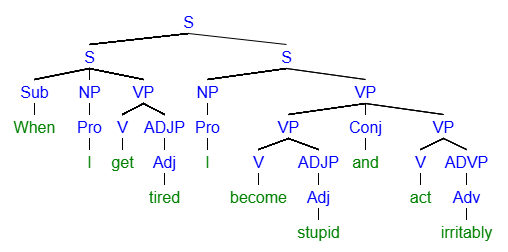 S
S S
Sub NP VP NP VP
When Pro V ADJP Pro VP Conj VP
I get Adj I V ADJP and V ADVP
tired become Adj act Adv
stupid irritably